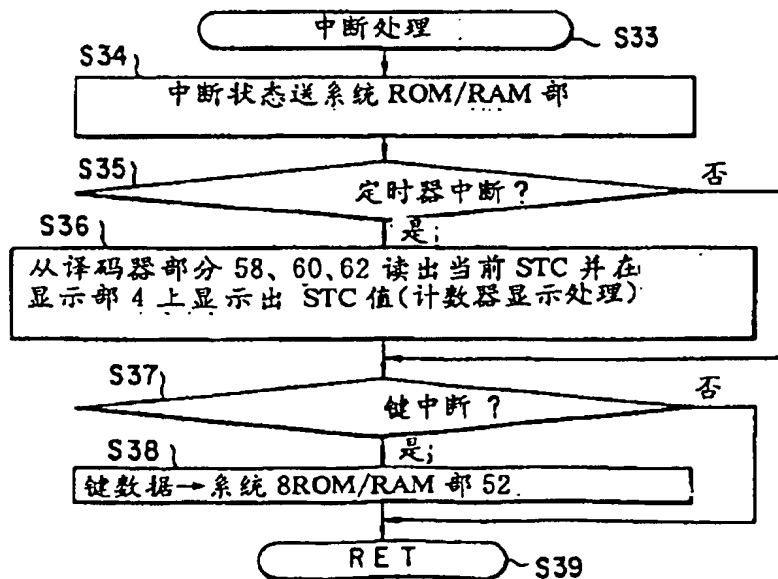 中断处理
S33
S34
中断状态送系统 ROM/RAM 部
S35
定时器中断?
否
S36
是;
从译码器部分 58、60、62 读出当前 STC 并在
显示部 4 上显示出 STC 值(计数器显示处理)
S37
键中断 ?
否
S38
是;
键数据→系统 8ROM/RAM 部 52
RET
S39